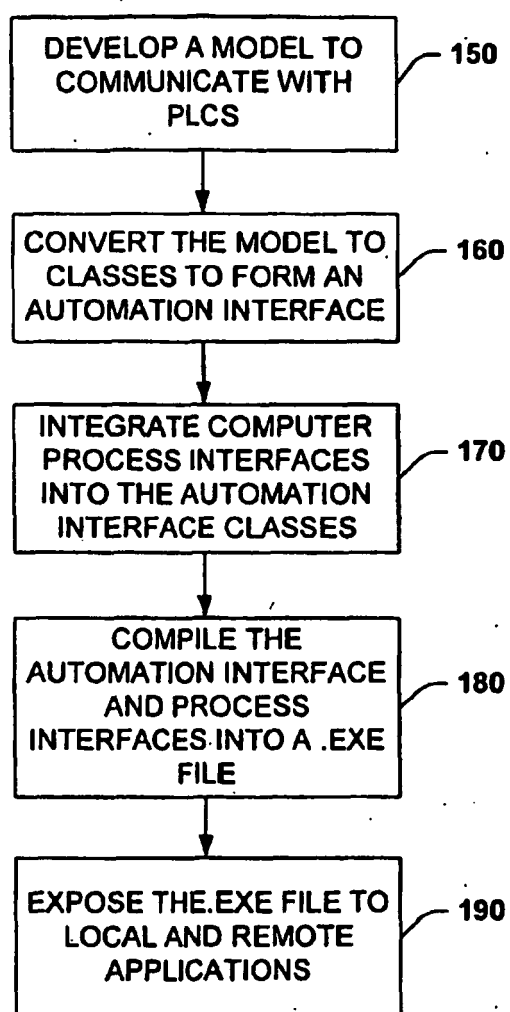 DEVELOP A MODEL TO
COMMUNICATE WITH
PLCS
150
CONVERT THE MODEL TO
CLASSES TO FORM AN
AUTOMATION INTERFACE
160
INTEGRATE COMPUTER
PROCESS INTERFACES
INTO THE AUTOMATION
INTERFACE CLASSES
170
COMPILE THE
AUTOMATION INTERFACE
AND PROCESS
INTERFACES INTO A .EXE
FILE
180
EXPOSE THE.EXE FILE TO
LOCAL AND REMOTE
APPLICATIONS
190